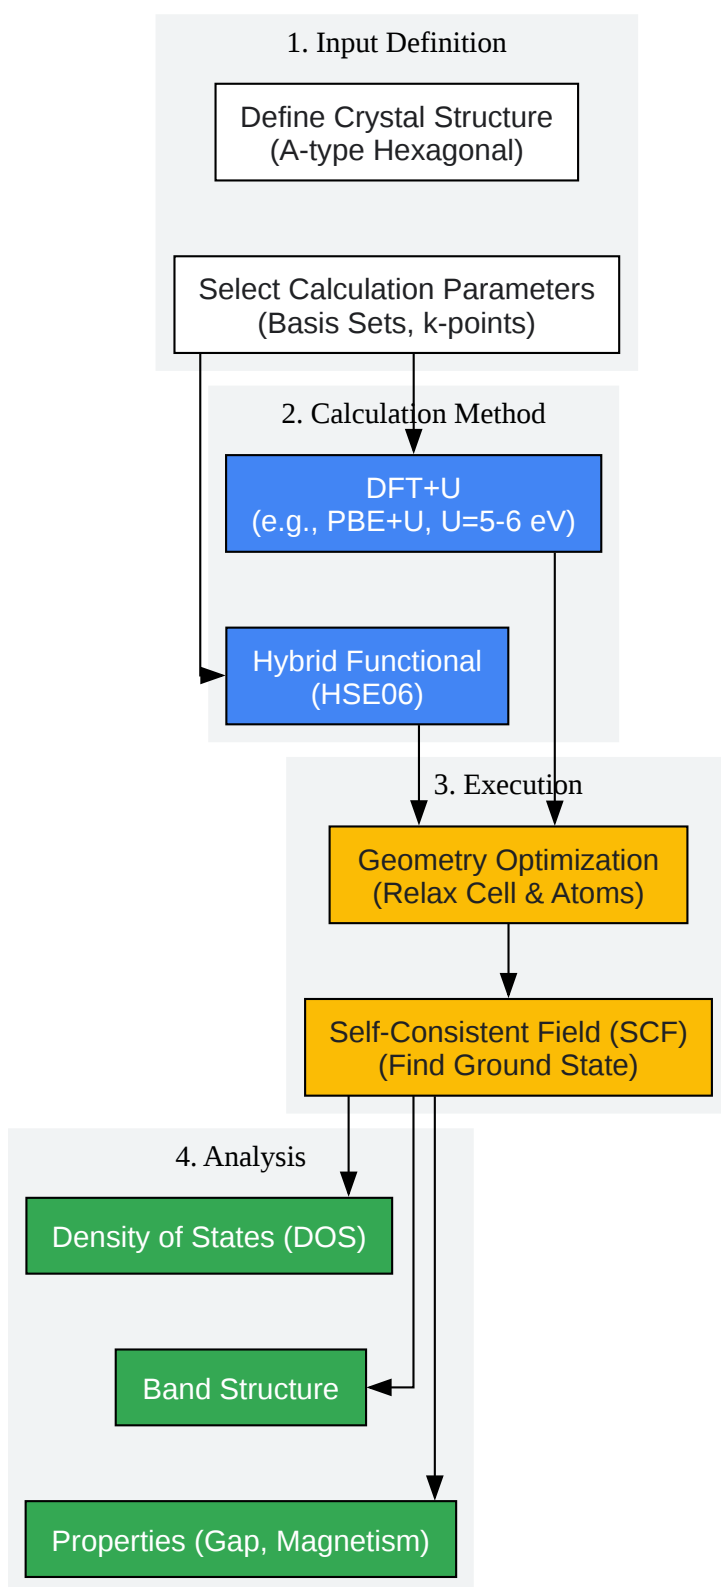 1. Input Definition
Define Crystal Structure
(A-type Hexagonal)
Select Calculation Parameters
(Basis Sets, k-points)
2. Calculation Method
DFT+U
(e.g., PBE+U, U=5-6 eV)
Hybrid Functional
(HSE06)
3. Execution
Geometry Optimization
(Relax Cell & Atoms)
Self-Consistent Field (SCF)
(Find Ground State)
4. Analysis
Density of States (DOS)
Band Structure
Properties (Gap, Magnetism)